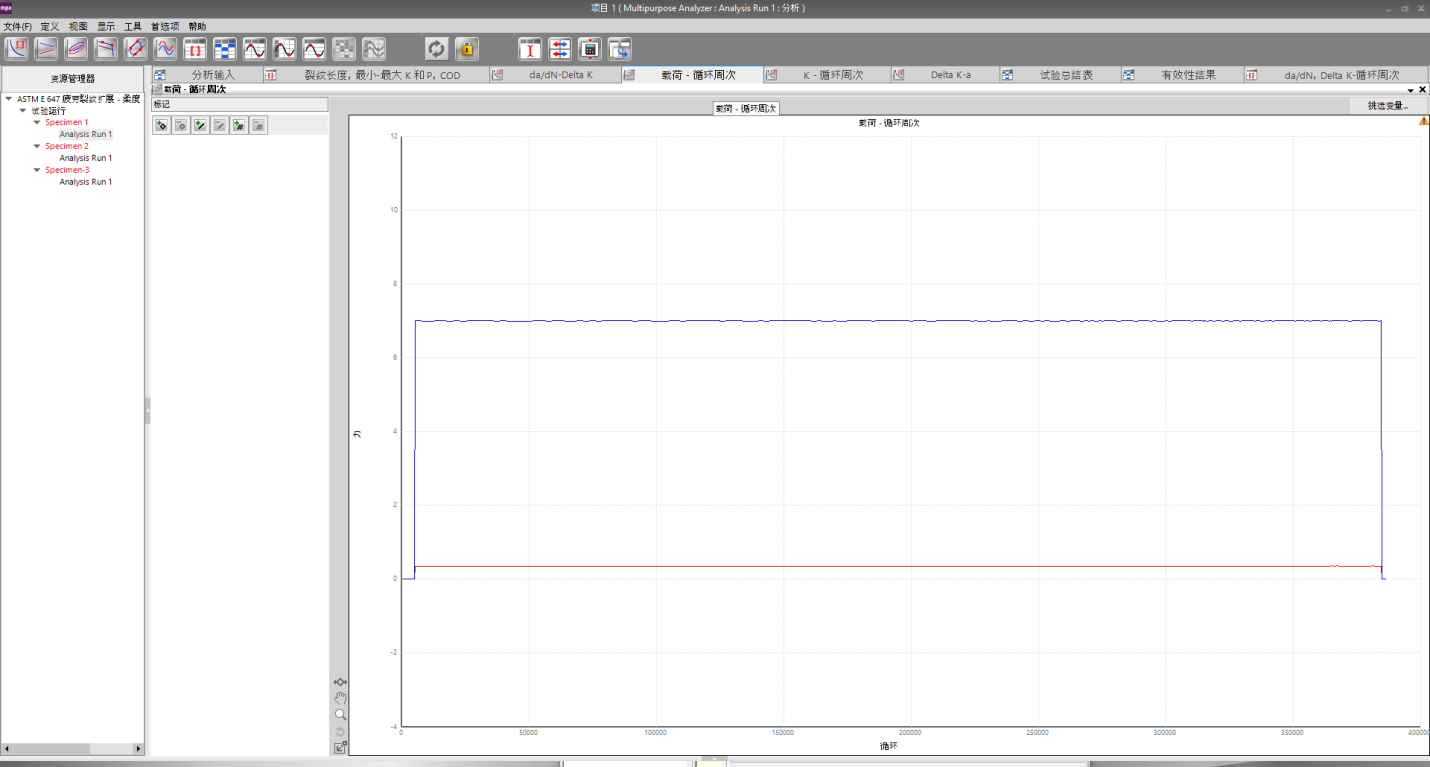 mpa
项目 1 ( Multipurpose Analyzer : Analysis Run 1 : 分析 )
文件(F) 定义 视图 显示 工具 首选项 帮助
资源管理器
分析输入
裂纹长度，最小-最大 K 和 P，COD
da/dN-Delta K
载荷 - 循环周次
K - 循环周次
Delta K-a
试验总结表
有效性结果
da/dN，Delta K-循环周次
载荷 - 循环周次
ASTM E 647 疲劳裂纹扩展 - 柔度
试验运行
Specimen 1
Analysis Run 1
Specimen 2
Analysis Run 1
Specimen-3
Analysis Run 1
标记
载荷 - 循环周次
挑选变量...
载荷 - 循环周次
12
10
8
6
4
2
0
-2
-4
力
0 50000 100000 150000 200000 250000 300000 350000 400000
循环